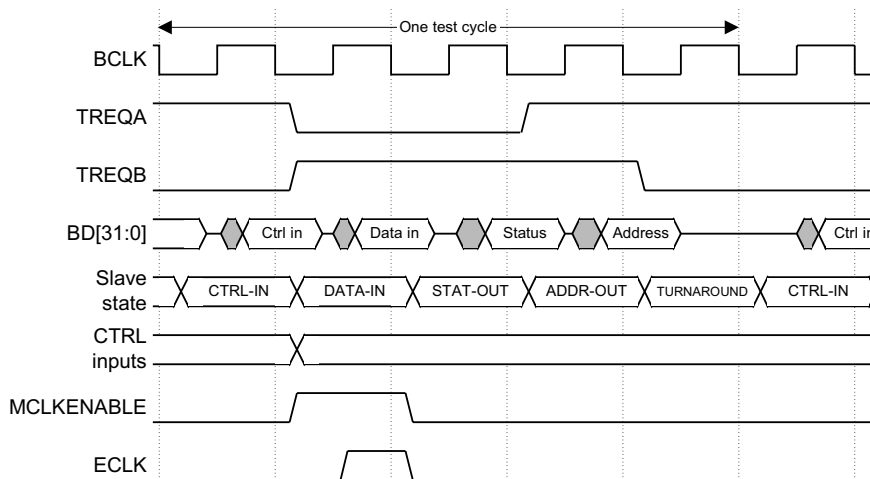 One test cycle
BCLK
TREQA
TREQB
BD[31:0] Ctrl in Data in Status Address Ctrl in
Slave
state CTRL-IN DATA-IN STAT-OUT ADDR-OUT TURNAROUND CTRL-IN
CTRL
inputs
MCLKENABLE
ECLK